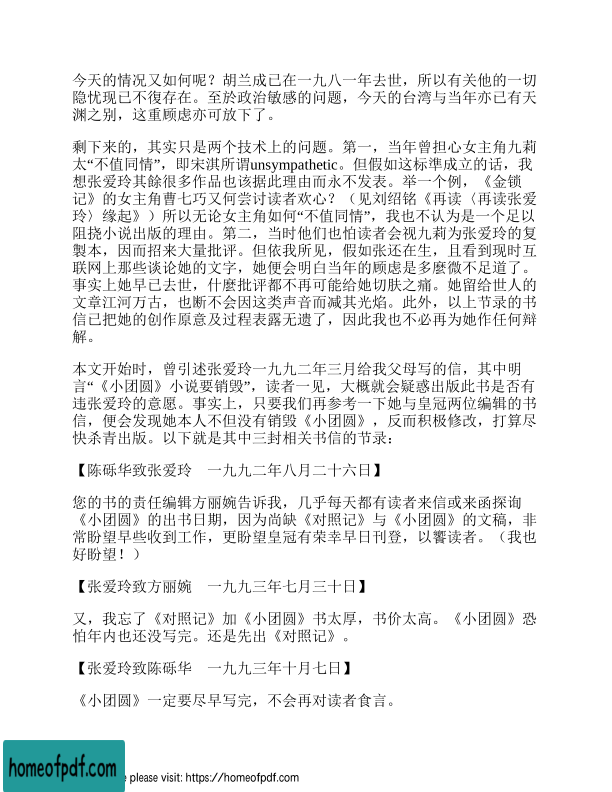 今天的情况又如何呢？胡兰成已在一九八一年去世，所以有关他的一切
隐忧现已不復存在。至於政治敏感的问题，今天的台湾与当年亦已有天
渊之别，这重顾虑亦可放下了。
剩下来的，其实只是两个技术上的问题。第一，当年曾担心女主角九莉
太“不值同情”，即宋淇所谓unsympathetic。但假如这标準成立的话，我
想张爱玲其餘很多作品也该据此理由而永不发表。举一个例，《金锁
记》的女主角曹七巧又何尝讨读者欢心？（见刘绍铭《再读〈再读张爱
玲〉缘起》）所以无论女主角如何“不值同情”，我也不认为是一个足以
阻挠小说出版的理由。第二，当时他们也怕读者会视九莉为张爱玲的复
製本，因而招来大量批评。但依我所见，假如张还在生，且看到现时互
联网上那些谈论她的文字，她便会明白当年的顾虑是多麼微不足道了。
事实上她早已去世，什麼批评都不再可能给她切肤之痛。她留给世人的
文章江河万古，也断不会因这类声音而减其光焰。此外，以上节录的书
信已把她的创作原意及过程表露无遗了，因此我也不必再为她作任何辩
解。
本文开始时，曾引述张爱玲一九九二年三月给我父母写的信，其中明
言“《小团圆》小说要销毁”，读者一见，大概就会疑惑出版此书是否有
违张爱玲的意愿。事实上，只要我们再参考一下她与皇冠两位编辑的书
信，便会发现她本人不但没有销毁《小团圆》，反而积极修改，打算尽
快杀青出版。以下就是其中三封相关书信的节录：
【陈砾华致张爱玲　一九九二年八月二十六日】
您的书的责任编辑方丽婉告诉我，几乎每天都有读者来信或来函探询
《小团圆》的出书日期，因为尚缺《对照记》与《小团圆》的文稿，非
常盼望早些收到工作，更盼望皇冠有荣幸早日刊登，以饗读者。（我也
好盼望！）
【张爱玲致方丽婉　一九九三年七月三十日】
又，我忘了《对照记》加《小团圆》书太厚，书价太高。《小团圆》恐
怕年内也还没写完。还是先出《对照记》。
【张爱玲致陈砾华　一九九三年十月七日】
《小团圆》一定要尽早写完，不会再对读者食言。
homeofpdf.com
please visit: https://homeofpdf.com